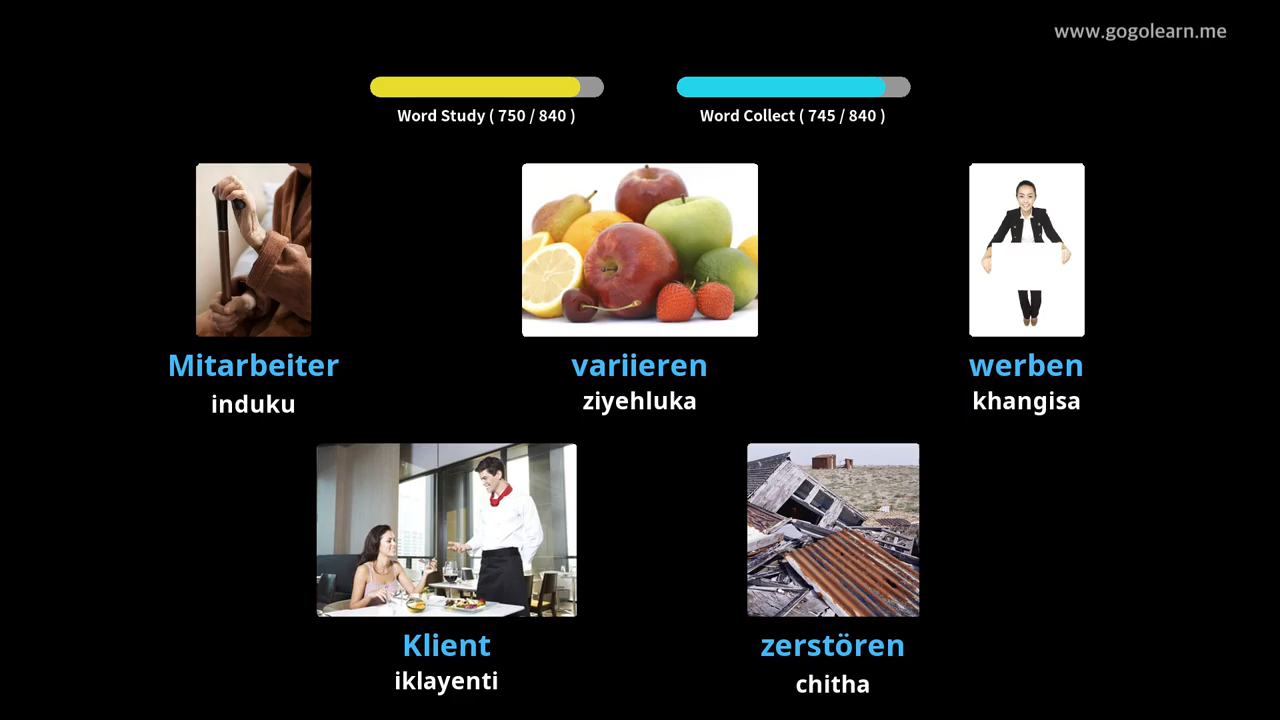 www.gogolearn.me
Word Study ( 750 / 840 )
Word Collect ( 745 / 840 )
Mitarbeiter
induku
variieren
ziyehluka
werben
khangisa
Klient
iklayenti
zerstören
chitha